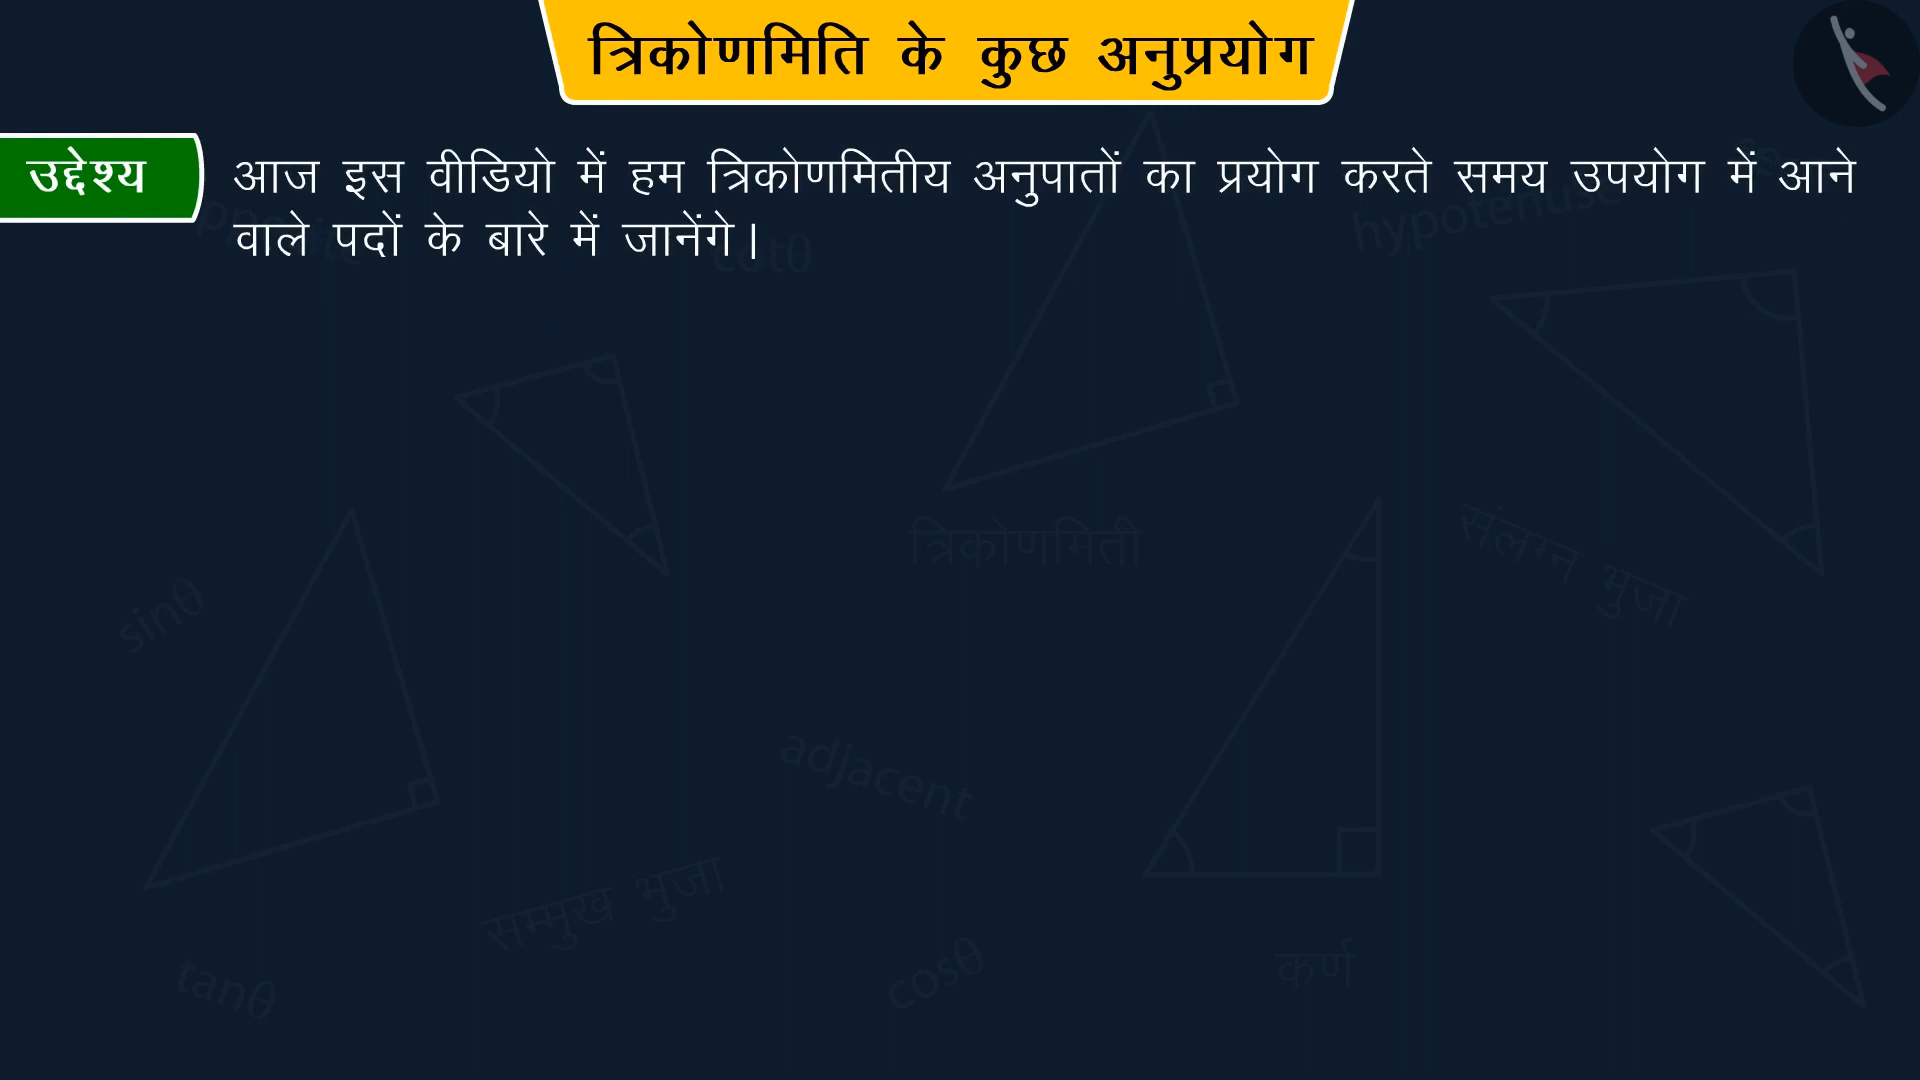 त्रिकोणमिति के कुछ अनुप्रयोग
उद्देश्य
आज इस वीडियो में हम त्रिकोणमितीय अनुपातों का प्रयोग करते समय उपयोग में आने
वाले पदों के बारे में जानेंगे।
cotθ
hypotenuse
त्रिकोणमिती
संलग्न भुजा
sinθ
adjacent
सम्मुख भुजा
tanθ
cosθ
कर्ण